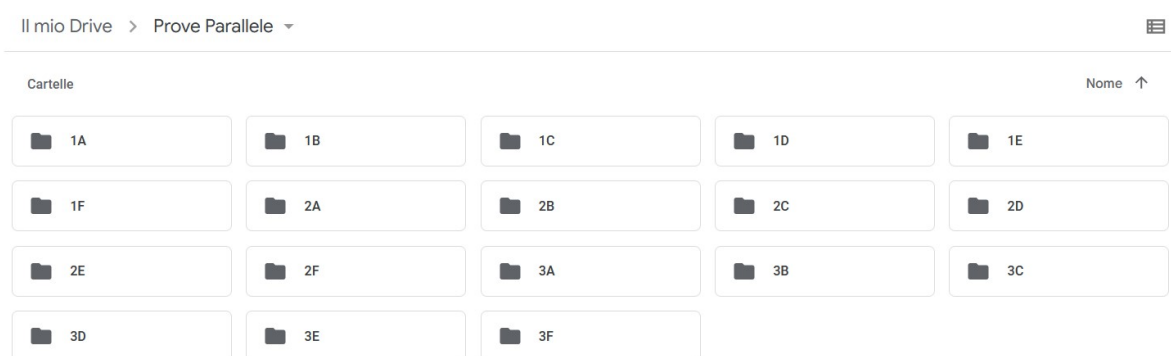 Il mio Drive > Prove Parallele
Cartelle Nome
1A 1B 1C 1D 1E
1F 2A 2B 2C 2D
2E 2F 3A 3B 3C
3D 3E 3F